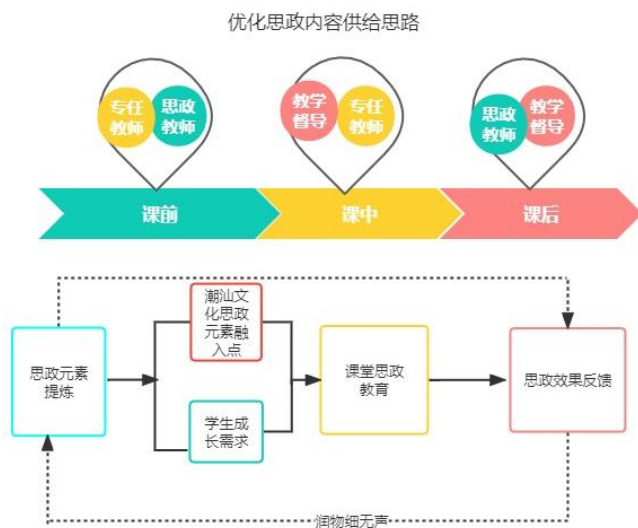 优化思政内容供给思路
专任
教师
思政
教师
教学
督导
专任
教师
思政
教师
教学
督导
课前
课中
课后
思政元素
提炼
潮汕文
化思政
元素融
入点
学生成
长需求
课堂思政
教育
思政效果反馈
润物细无声